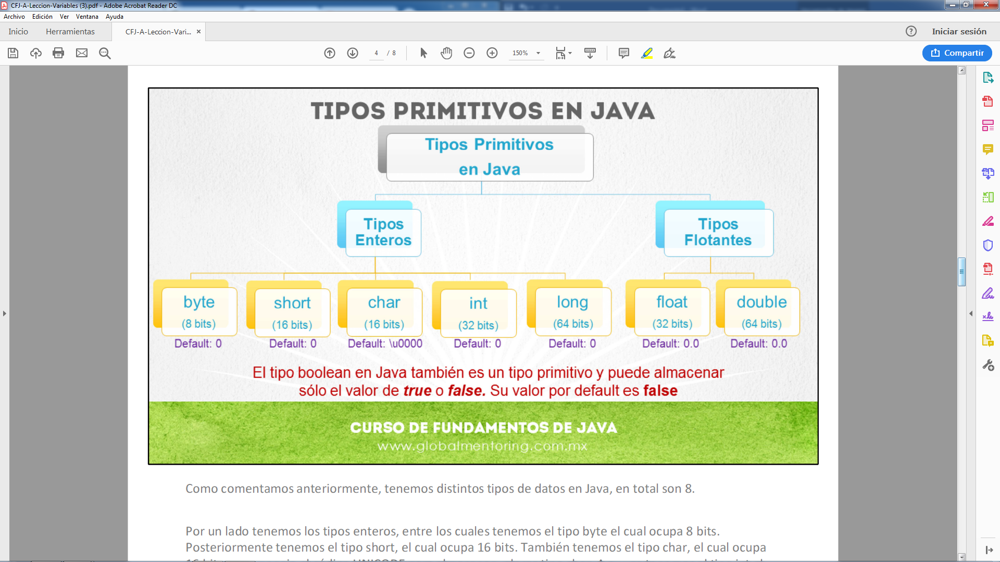 CFJ-A-Leccion-Variables (3).pdf - Adobe Acrobat Reader DC
Archivo Edición Ver Ventana Ayuda
Inicio Herramientas CFJ-A-Leccion-Vari... × Iniciar sesión
4 / 8 150% Compartir
TIPOS PRIMITIVOS EN JAVA
Tipos Primitivos
en Java
Tipos
Enteros
Tipos
Flotantes
byte short char int long float double
(8 bits) (16 bits) (16 bits) (32 bits) (64 bits) (32 bits) (64 bits)
Default: 0 Default: 0 Default: \u0000 Default: 0 Default: 0 Default: 0.0 Default: 0.0
El tipo boolean en Java también es un tipo primitivo y puede almacenar
sólo el valor de true o false. Su valor por default es false
CURSO DE FUNDAMENTOS DE JAVA
www.globalmentoring.com.mx
Como comentamos anteriormente, tenemos distintos tipos de datos en Java, en total son 8.
Por un lado tenemos los tipos enteros, entre los cuales tenemos el tipo byte el cual ocupa 8 bits.
Posteriormente tenemos el tipo short, el cual ocupa 16 bits. También tenemos el tipo char, el cual ocupa